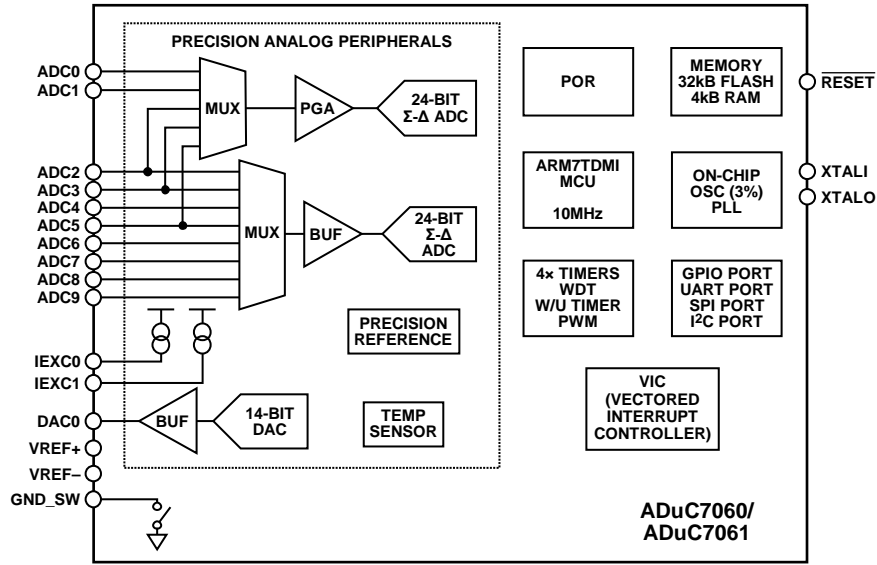 PRECISION ANALOG PERIPHERALS
ADC0
ADC1
MUX
PGA
24-BIT
Σ-Δ ADC
POR
MEMORY
32kB FLASH
4kB RAM
RESET
ADC2
ADC3
ADC4
ADC5
ADC6
ADC7
ADC8
ADC9
MUX
BUF
24-BIT
Σ-Δ
ADC
ARM7TDMI
MCU
10MHz
ON-CHIP
OSC (3%)
PLL
XTALI
XTALO
4× TIMERS
WDT
W/U TIMER
PWM
GPIO PORT
UART PORT
SPI PORT
I²C PORT
PRECISION
REFERENCE
IEXC0
IEXC1
DAC0
BUF
14-BIT
DAC
TEMP
SENSOR
VIC
(VECTORED
INTERRUPT
CONTROLLER)
VREF+
VREF–
GND_SW
ADuC7060/
ADuC7061